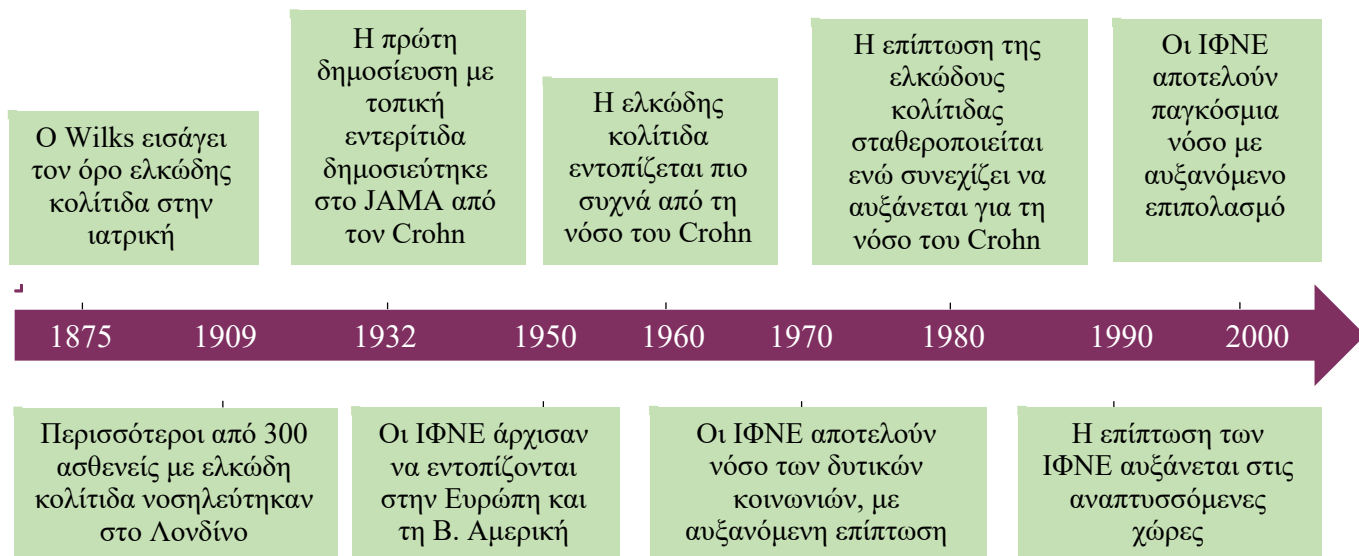 Ο Wilks εισάγει
τον όρο ελκώδης
κολίτιδα στην
ιατρική
Η πρώτη
δημοσίευση με
τοπική
εντερίτιδα
δημοσιεύτηκε
στο JAMA από
τον Crohn
Η ελκώδης
κολίτιδα
εντοπίζεται πιο
συχνά από τη
νόσο του Crohn
Η επίπτωση της
ελκώδους
κολίτιδας
σταθεροποιείται
ενώ συνεχίζει να
αυξάνεται για τη
νόσο του Crohn
Οι ΙΦΝΕ
αποτελούν
παγκόσμια
νόσο με
αυξανόμενο
επιπολασμό
1875 1909 1932 1950 1960 1970 1980 1990 2000
Περισσότεροι από 300
ασθενείς με ελκώδη
κολίτιδα νοσηλεύτηκαν
στο Λονδίνο
Οι ΙΦΝΕ άρχισαν
να εντοπίζονται
στην Ευρώπη και
τη Β. Αμερική
Οι ΙΦΝΕ αποτελούν
νόσο των δυτικών
κοινωνιών, με
αυξανόμενη επίπτωση
Η επίπτωση των
ΙΦΝΕ αυξάνεται στις
αναπτυσσόμενες
χώρες